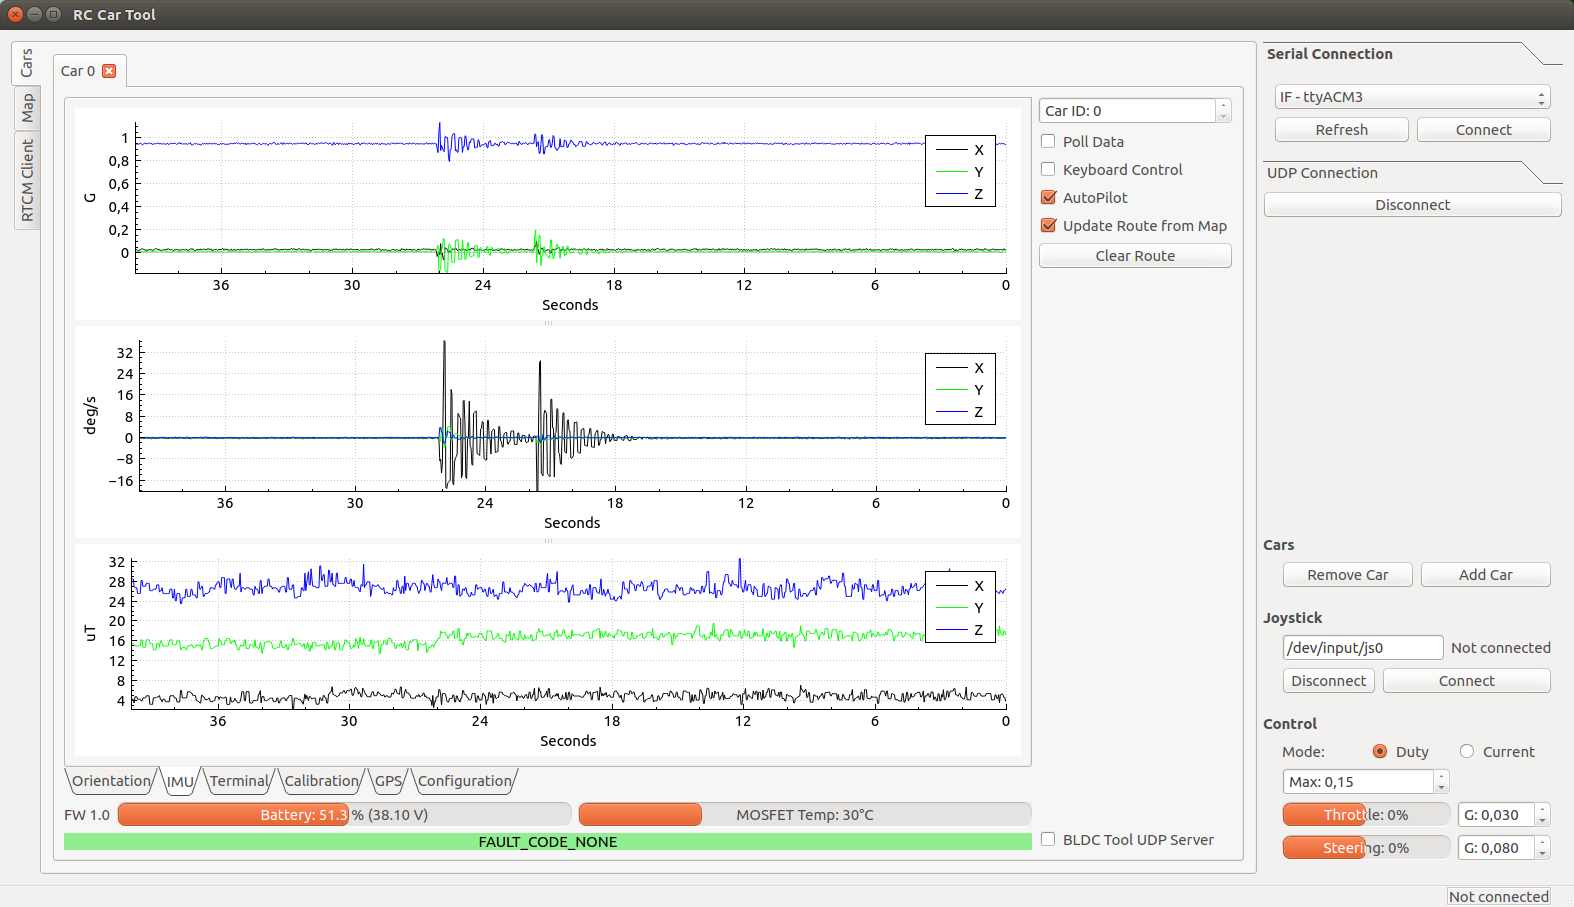 RC Car Tool
Cars
Map
RTCM Client
Car 0
1
0,8
0,6
0,4
0,2
0
G
X
Y
Z
36 30 24 18 12 6 0
Seconds
32
24
16
8
0
−8
−16
deg/s
X
Y
Z
36 30 24 18 12 6 0
Seconds
32
28
24
20
16
12
8
4
uT
X
Y
Z
36 30 24 18 12 6 0
Seconds
Orientation IMU Terminal Calibration GPS Configuration
FW 1.0 Battery: 51.3 % (38.10 V) MOSFET Temp: 30°C
FAULT_CODE_NONE
Car ID: 0
Poll Data
Keyboard Control
AutoPilot
Update Route from Map
Clear Route
BLDC Tool UDP Server
Serial Connection
IF - ttyACM3
Refresh Connect
UDP Connection
Disconnect
Cars
Remove Car Add Car
Joystick
/dev/input/js0 Not connected
Disconnect Connect
Control
Mode: Duty Current
Max: 0,15
Throttle: 0% G: 0,030
Steering: 0% G: 0,080
Not connected